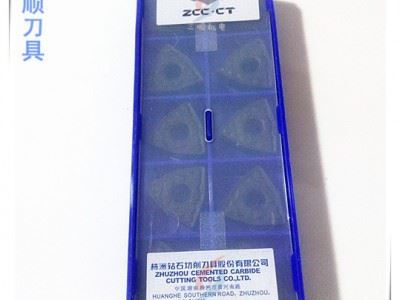 顺刀具
ZCC·CT
株洲钻石切削刀具股份有限公司
ZHUZHOU CEMENTED CARBIDE
CUTTING TOOLS CO.,LTD.
HUANGHE SOUTHERN ROAD, ZHUZHOU,